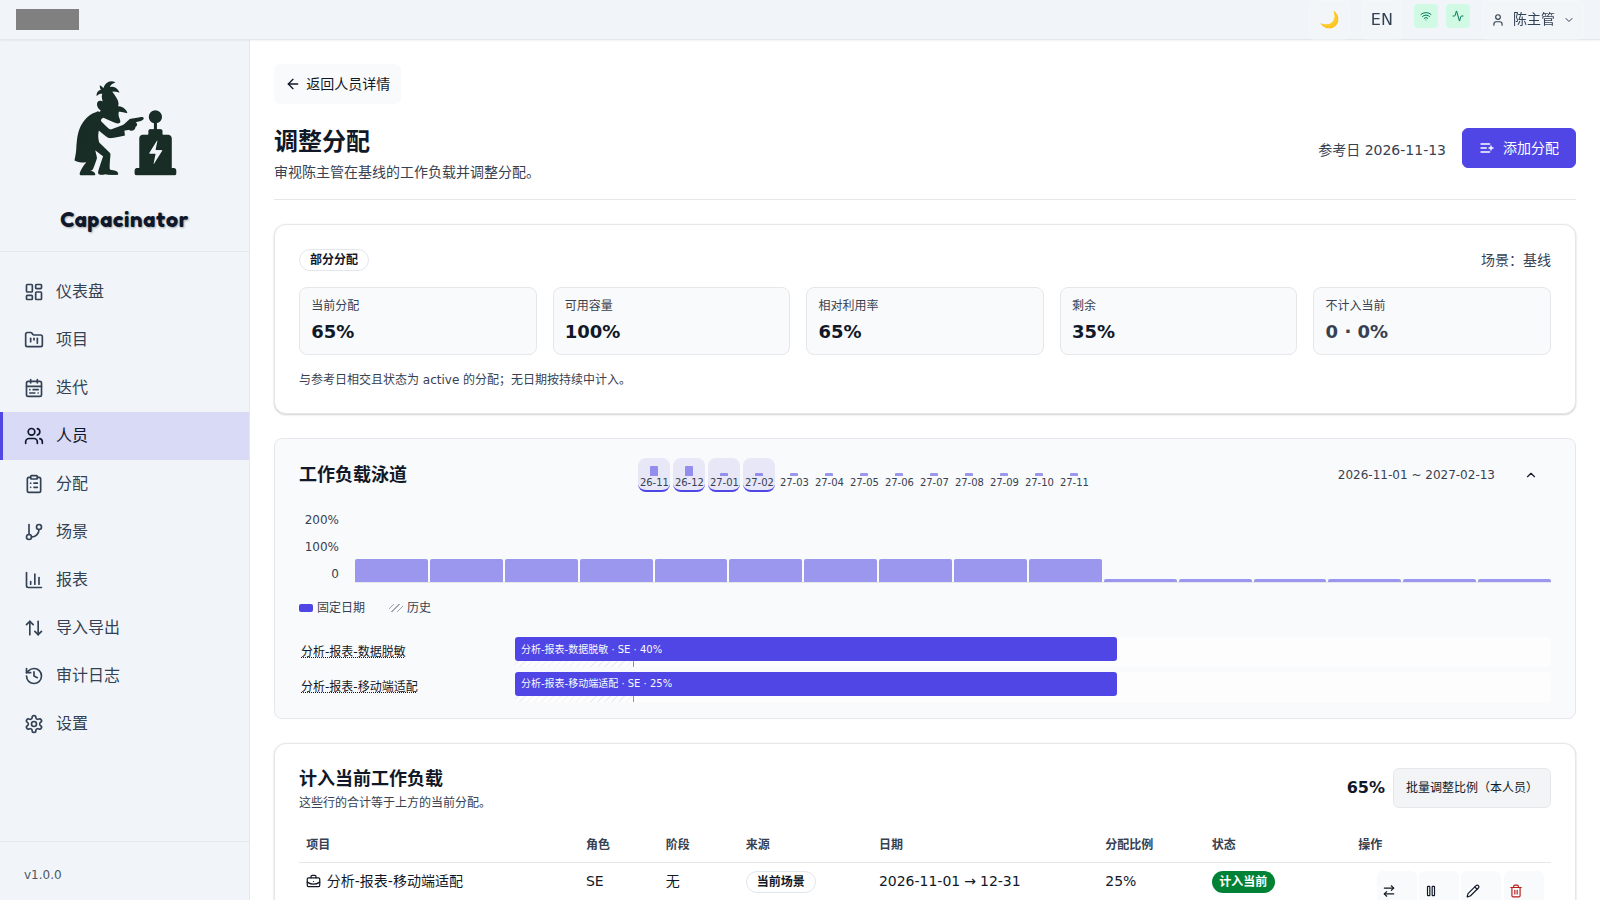 EN
陈主管
Capacinator
仪表盘
项目
迭代
人员
分配
场景
报表
导入导出
审计日志
设置
v1.0.0
返回人员详情
调整分配
审视陈主管在基线的工作负载并调整分配。
参考日 2026-11-13
添加分配
部分分配
场景：基线
当前分配
65%
可用容量
100%
相对利用率
65%
剩余
35%
不计入当前
0 · 0%
与参考日相交且状态为 active 的分配；无日期按持续中计入。
工作负载泳道
26-11 26-12 27-01 27-02 27-03 27-04 27-05 27-06 27-07 27-08 27-09 27-10 27-11
2026-11-01 ~ 2027-02-13
200%
100%
0
固定日期 历史
分析-报表-数据脱敏
分析-报表-数据脱敏 · SE · 40%
分析-报表-移动端适配
分析-报表-移动端适配 · SE · 25%
计入当前工作负载
这些行的合计等于上方的当前分配。
65%
批量调整比例（本人员）
项目 角色 阶段 来源 日期 分配比例 状态 操作
分析-报表-移动端适配 SE 无 当前场景 2026-11-01 → 12-31 25% 计入当前